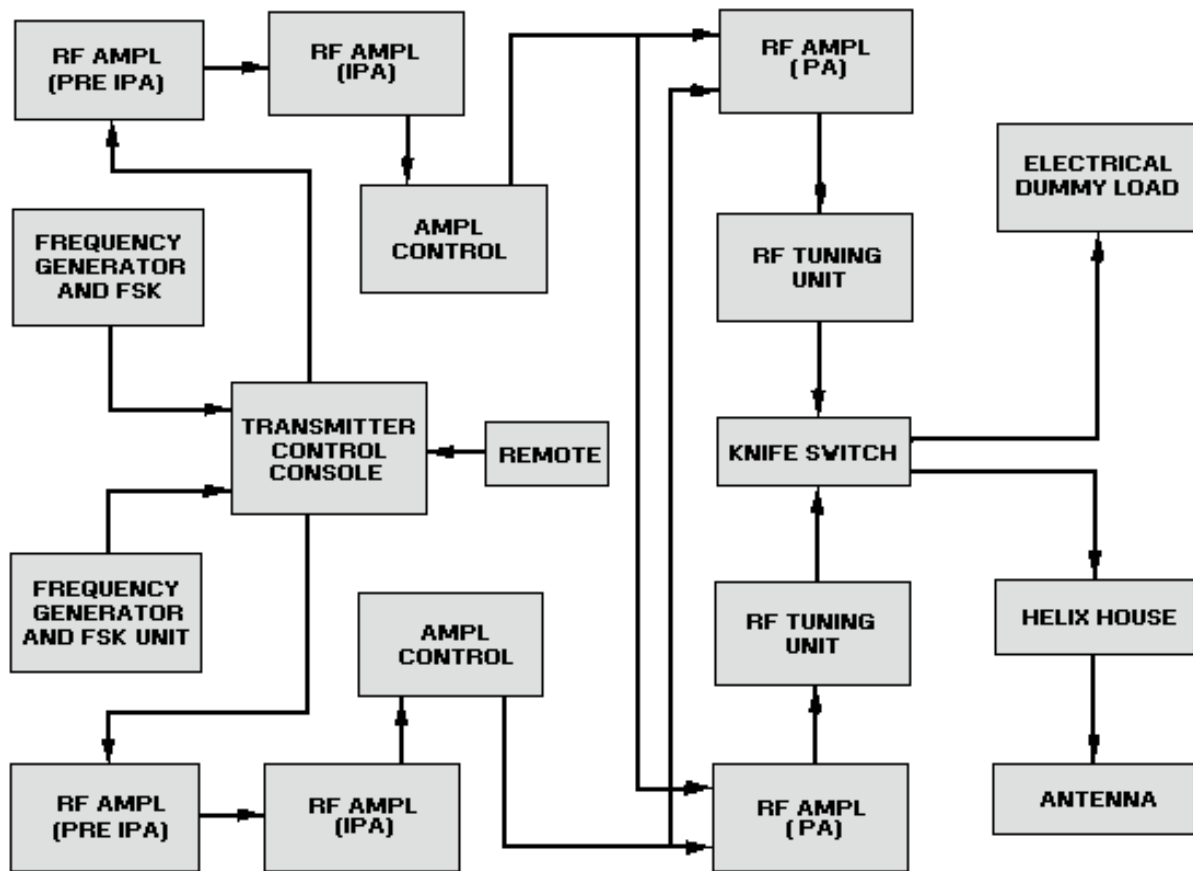 RF AMPL
(PRE IPA)
RF AMPL
(IPA)
RF AMPL
( PA)
AMPL
CONTROL
ELECTRICAL
DUMMY LOAD
FREQUENCY
GENERATOR
AND FSK
RF TUNING
UNIT
TRANSMITTER
CONTROL
CONSOLE
REMOTE
KNIFE SWITCH
FREQUENCY
GENERATOR
AND FSK UNIT
AMPL
CONTROL
RF TUNING
UNIT
HELIX HOUSE
RF AMPL
(PRE IPA)
RF AMPL
(IPA)
RF AMPL
( PA)
ANTENNA